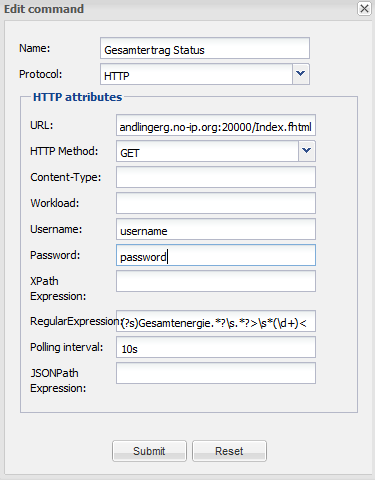 Edit command
Name: Gesamtertrag Status
Protocol: HTTP
HTTP attributes
URL: andlingerg.no-ip.org:20000/Index.fhtml
HTTP Method: GET
Content-Type:
Workload:
Username: username
Password: password
XPath
Expression:
RegularExpression: (?s)Gesamtenergie.*?\s.*?>\s*(\d+)<
Polling interval: 10s
JSONPath
Expression:
Submit Reset